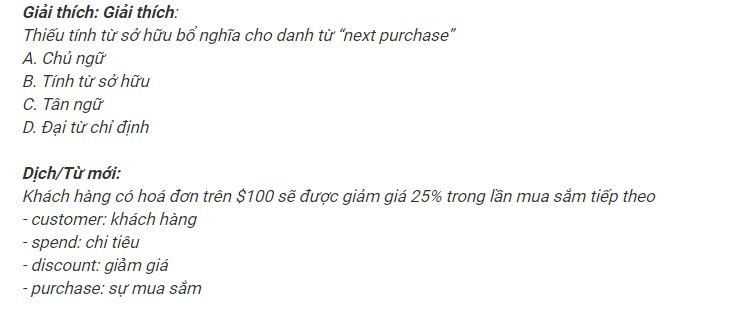 Giải thích: Giải thích:
Thiếu tính từ sở hữu bổ nghĩa cho danh từ “next purchase”
A. Chủ ngữ
B. Tính từ sở hữu
C. Tân ngữ
D. Đại từ chỉ định
Dịch/Từ mới:
Khách hàng có hoá đơn trên $100 sẽ được giảm giá 25% trong lần mua sắm tiếp theo
- customer: khách hàng
- spend: chi tiêu
- discount: giảm giá
- purchase: sự mua sắm